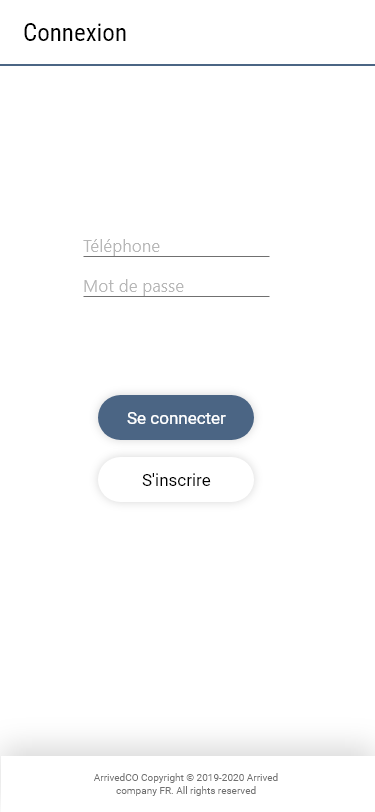 Connexion
Téléphone
Mot de passe
Se connecter
S'inscrire
ArrivedCO Copyright © 2019-2020 Arrived
company FR. All rights reserved